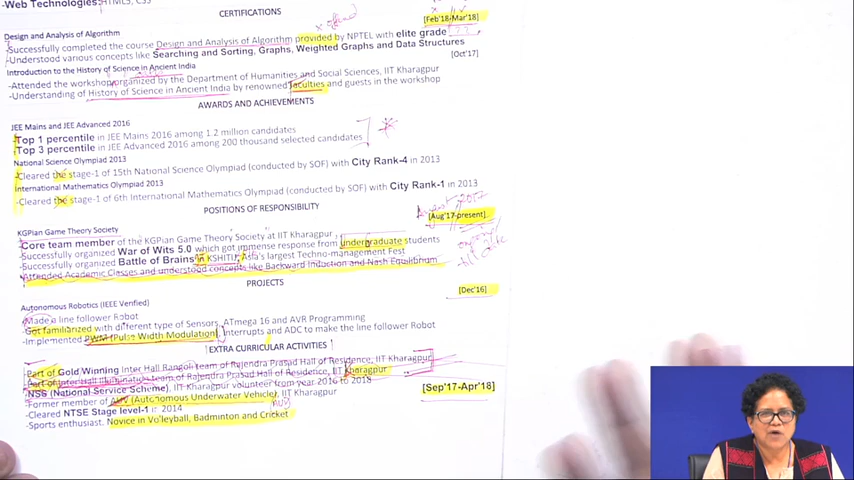 -Web Technologies:HTML5, CSS
CERTIFICATIONS
offered
[Feb'18-Mar'18]
Design and Analysis of Algorithm
-Successfully completed the course Design and Analysis of Algorithm provided by NPTEL with elite grade ??
-Understood various concepts like Searching and Sorting, Graphs, Weighted Graphs and Data Structures
[Oct'17]
Introduction to the History of Science in Ancient India
-Attended the workshop organized by the Department of Humanities and Social Sciences, IIT Kharagpur
-Understanding of History of Science in Ancient India by renowned faculties and guests in the workshop
AWARDS AND ACHIEVEMENTS
JEE Mains and JEE Advanced 2016
-Top 1 percentile in JEE Mains 2016 among 1.2 million candidates
-Top 3 percentile in JEE Advanced 2016 among 200 thousand selected candidates
National Science Olympiad 2013
-Cleared the stage-1 of 15th National Science Olympiad (conducted by SOF) with City Rank-4 in 2013
International Mathematics Olympiad 2013
-Cleared the stage-1 of 6th International Mathematics Olympiad (conducted by SOF) with City Rank-1 in 2013
POSITIONS OF RESPONSIBILITY
[Aug'17-present]
KGPian Game Theory Society
-Core team member of the KGPian Game Theory Society at IIT Kharagpur
-Successfully organized War of Wits 5.0 which got immense response from undergraduate students
-Successfully organized Battle of Brains in KSHITIJ, Asia's largest Techno-management Fest
-Attended Academic Classes and understood concepts like Backward Induction and Nash Equilibrium
till date
PROJECTS
[Dec'16]
Autonomous Robotics (IEEE Verified)
-Made a line follower Robot
-Got familiarized with different type of Sensors, ATmega 16 and AVR Programming
-Implemented PWM (Pulse Width Modulation), Interrupts and ADC to make the line follower Robot
EXTRA CURRICULAR ACTIVITIES
-Part of Gold Winning Inter Hall Rangoli team of Rajendra Prasad Hall of Residence, IIT Kharagpur
-Part of Inter Hall Illumination team of Rajendra Prasad Hall of Residence, IIT Kharagpur
-NSS (National Service Scheme), IIT Kharagpur volunteer from year 2016 to 2018
-Former member of AUV (Autonomous Underwater Vehicle), IIT Kharagpur
[Sep'17-Apr'18]
AUV
-Cleared NTSE Stage level-1 in 2014
-Sports enthusiast. Novice in Volleyball, Badminton and Cricket